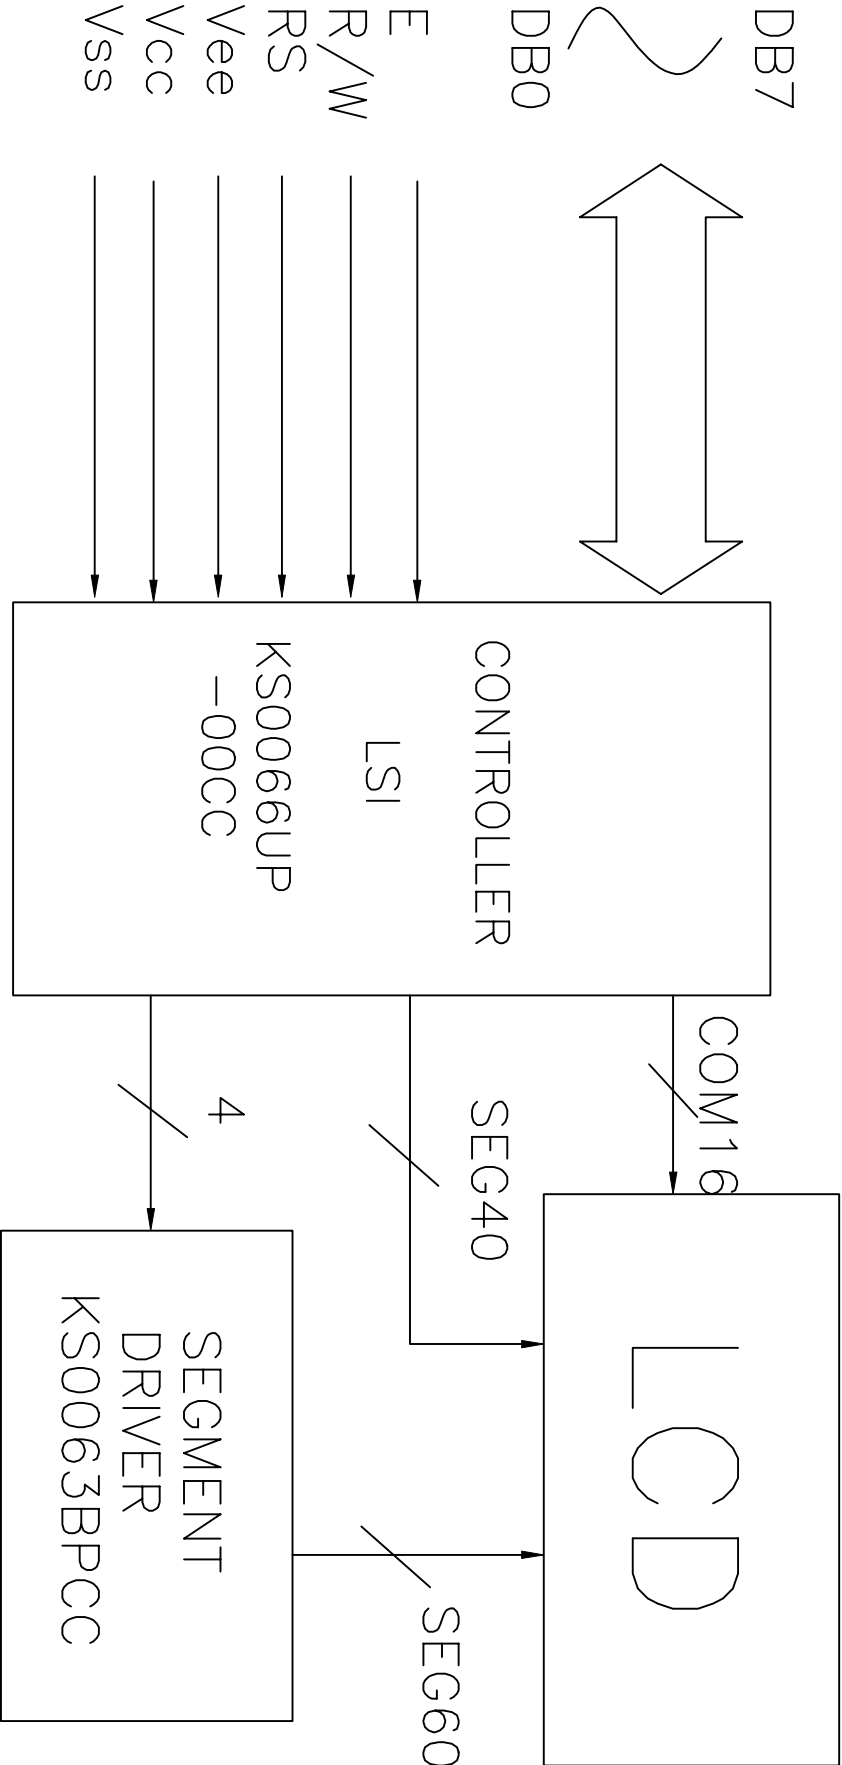 DB7
DB0
E
R/W
RS
Vee
Vcc
Vss
CONTROLLER
LSI
KS0066UP
-00CC
COM16
SEG40
4
LCD
SEG60
SEGMENT
DRIVER
KS0063BPCC